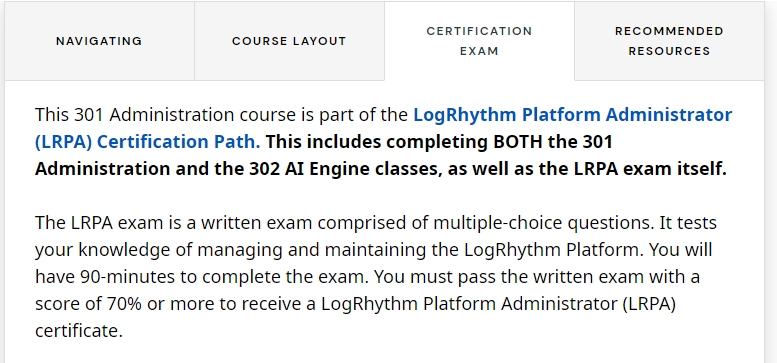 NAVIGATING
COURSE LAYOUT
CERTIFICATION
EXAM
RECOMMENDED
RESOURCES
This 301 Administration course is part of the LogRhythm Platform Administrator
(LRPA) Certification Path. This includes completing BOTH the 301
Administration and the 302 AI Engine classes, as well as the LRPA exam itself.
The LRPA exam is a written exam comprised of multiple-choice questions. It tests
your knowledge of managing and maintaining the LogRhythm Platform. You will
have 90-minutes to complete the exam. You must pass the written exam with a
score of 70% or more to receive a LogRhythm Platform Administrator (LRPA)
certificate.